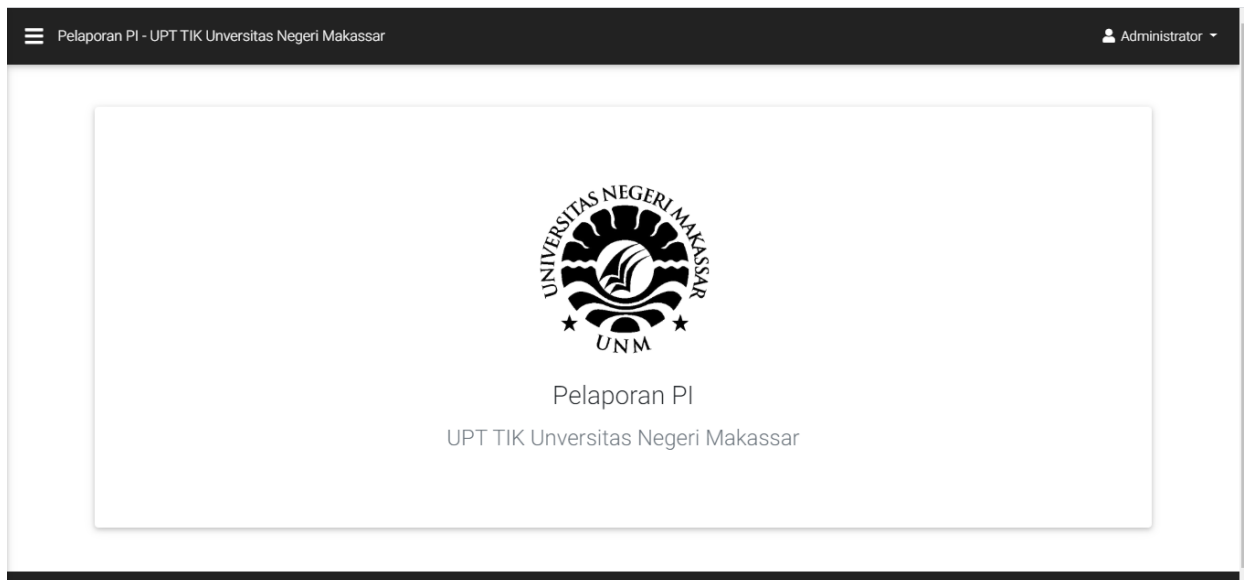 Pelaporan PI - UPT TIK Unversitas Negeri Makassar
Administrator
UNIVERSITAS NEGERI MAKASSAR
UNM
Pelaporan PI
UPT TIK Unversitas Negeri Makassar